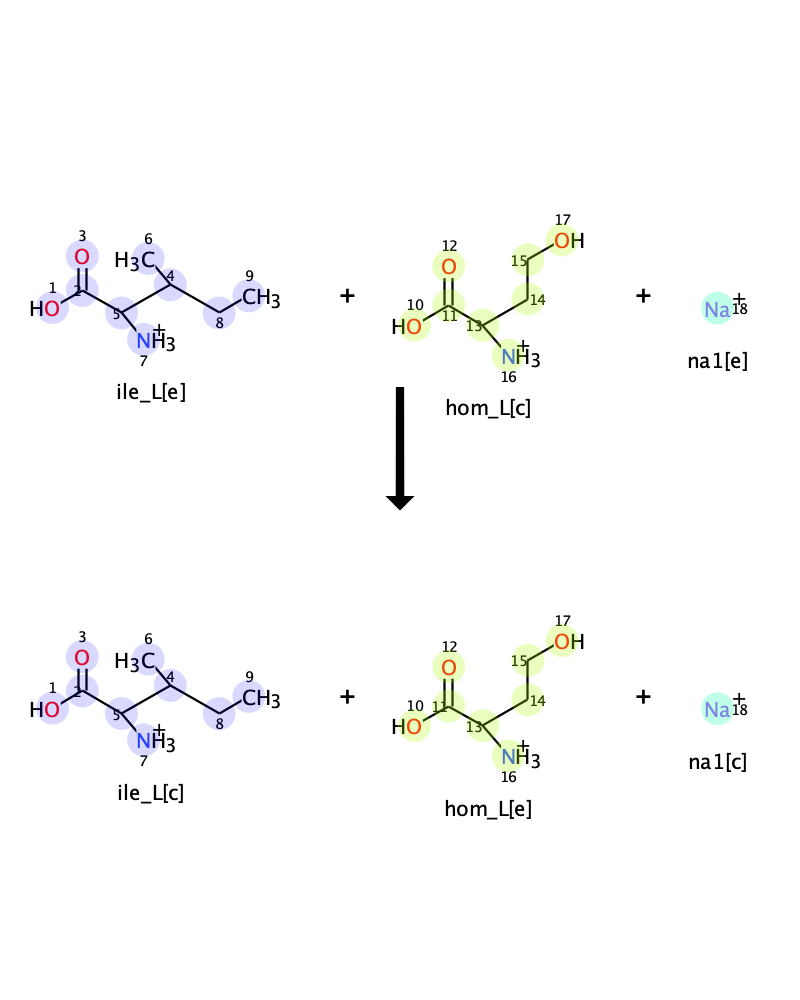 3
1
HO
O
2
5
6
H3C
4
9
CH3
8
NH3
+
7
ile_L[e]
+
12
O
10
HO
11
13
17
OH
15
14
NH3
+
16
hom_L[c]
+
Na
+
18
na1[e]
3
1
HO
O
2
5
6
H3C
4
9
CH3
8
NH3
+
7
ile_L[c]
+
12
O
10
HO
11
13
17
OH
15
14
NH3
+
16
hom_L[e]
+
Na
+
18
na1[c]